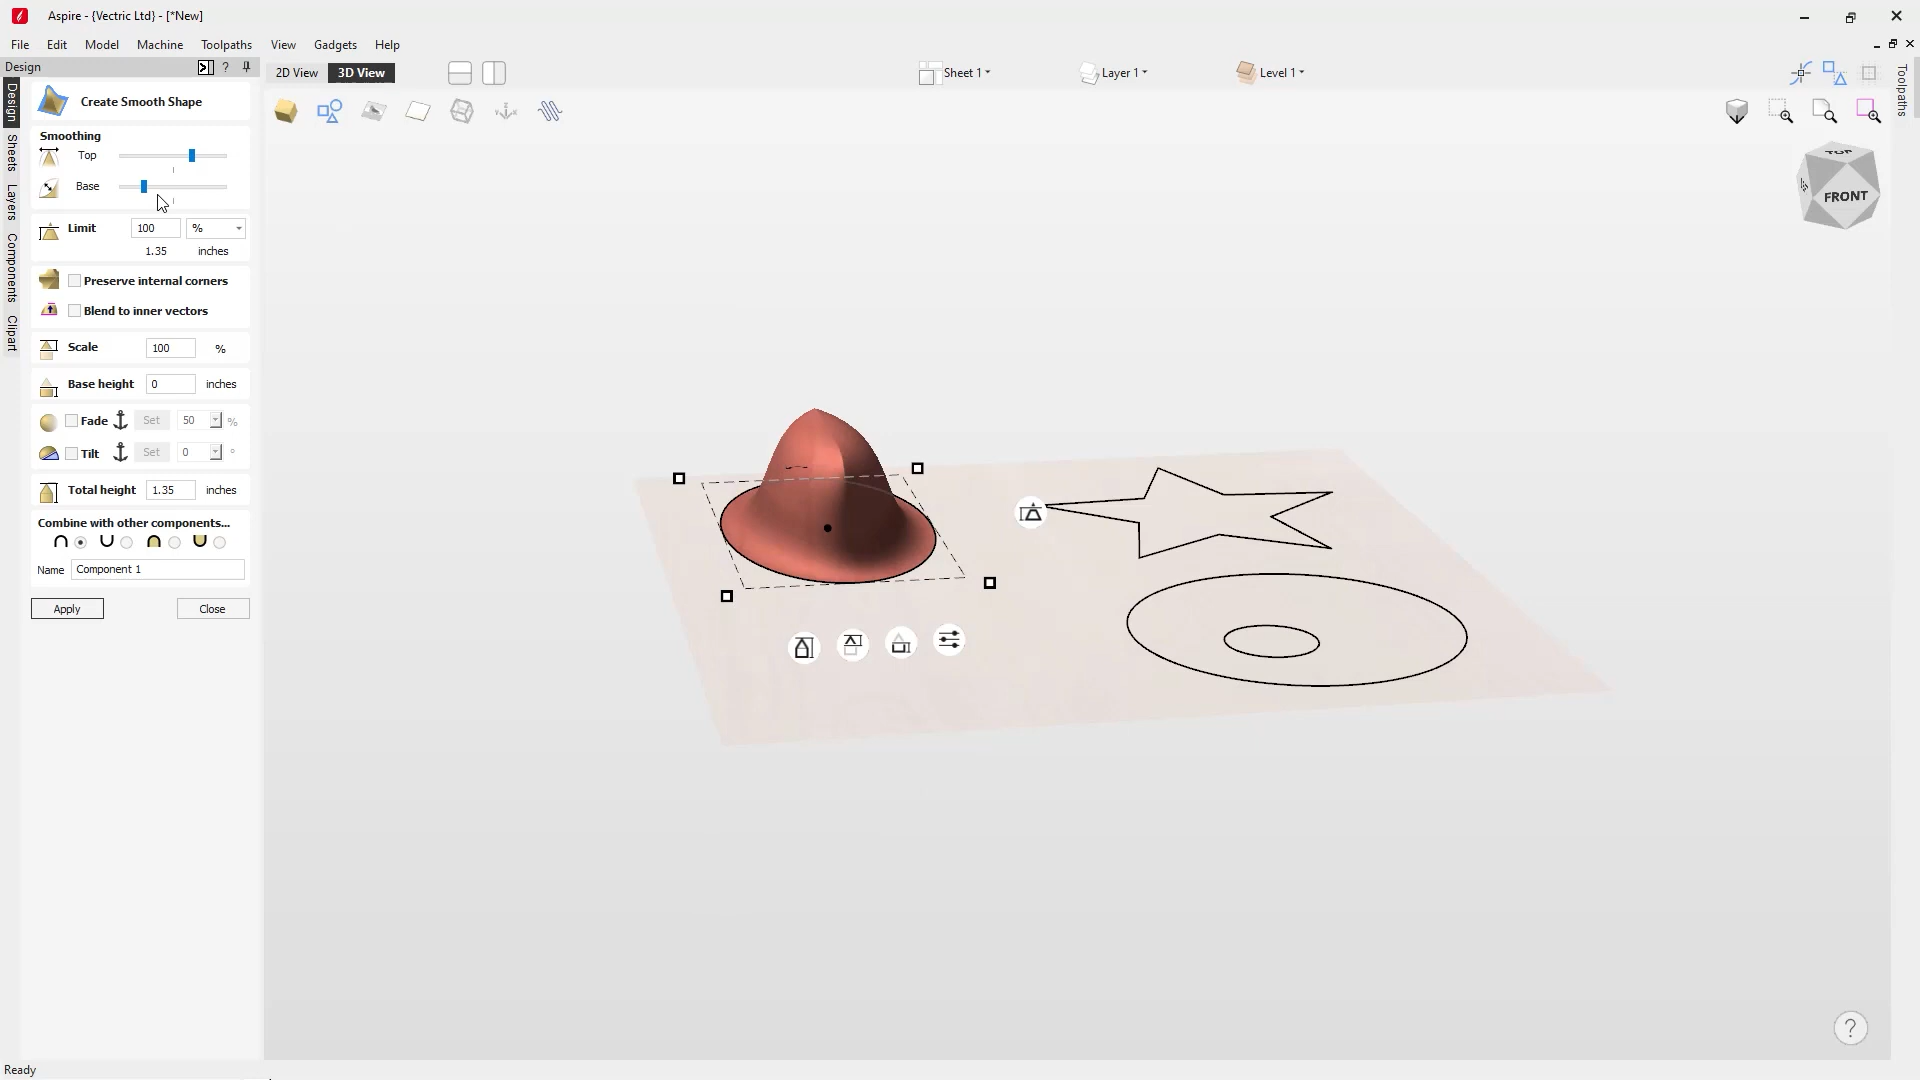 Aspire - {Vectric Ltd} - [*New]
File Edit Model Machine Toolpaths View Gadgets Help
Design ?
2D View 3D View Sheet 1 Layer 1 Level 1
Design
Sheets
Layers
Components
Clipart
Toolpaths
Create Smooth Shape
Smoothing
Top
Base
Limit 100 %
1.35 inches
Preserve internal corners
Blend to inner vectors
Scale 100 %
Base height 0 inches
Fade Set 50 %
Tilt Set 0 °
Total height 1.35 inches
Combine with other components...
Name Component 1
Apply Close
TOP
FRONT
?
Ready